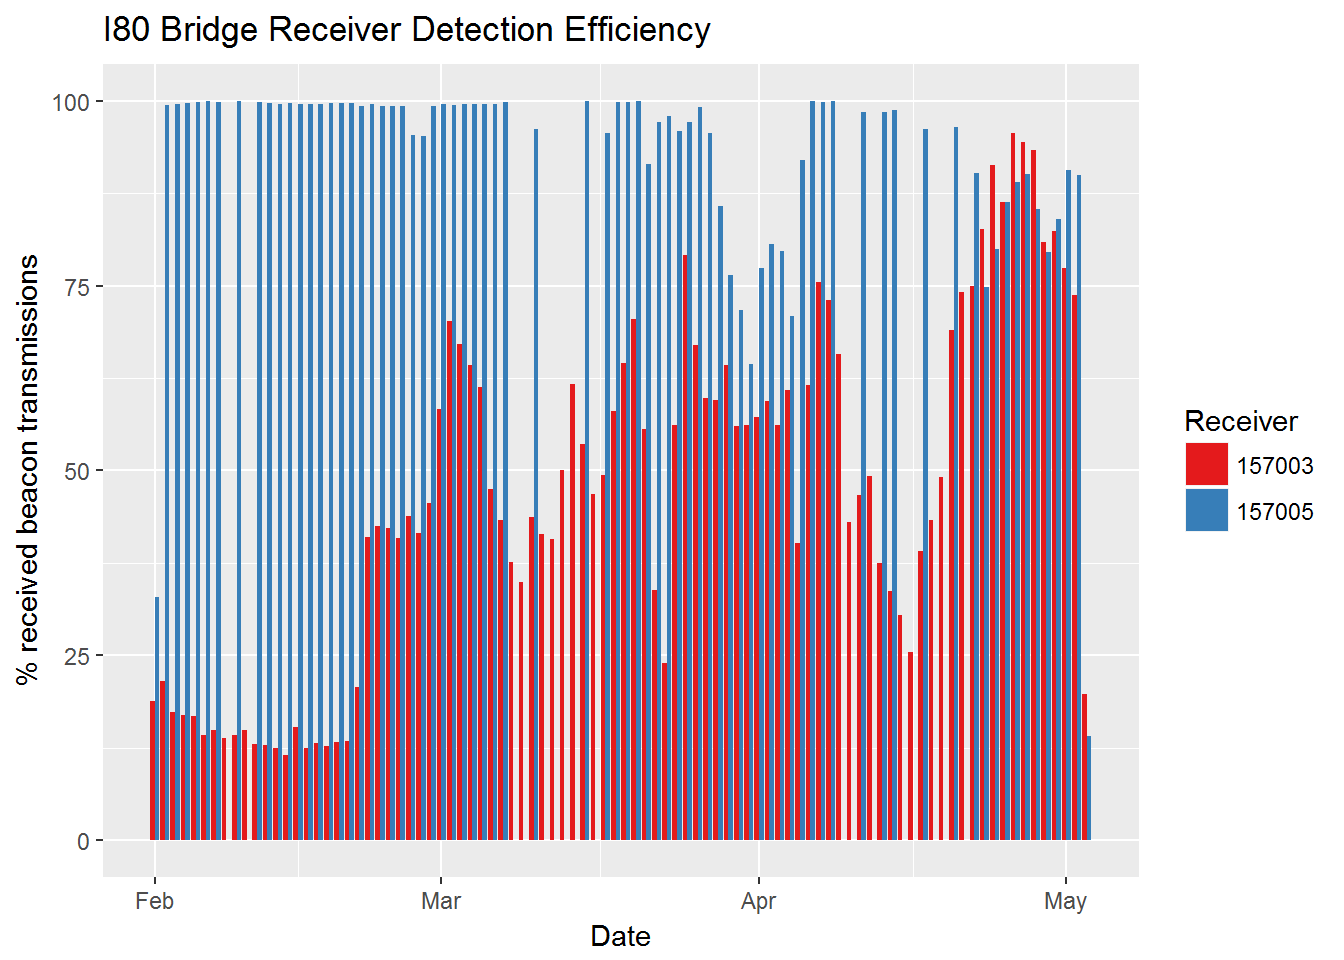 I80 Bridge Receiver Detection Efficiency
100
75
50
25
0
% received beacon transmissions
Feb
Mar
Apr
May
Date
Receiver
157003
157005